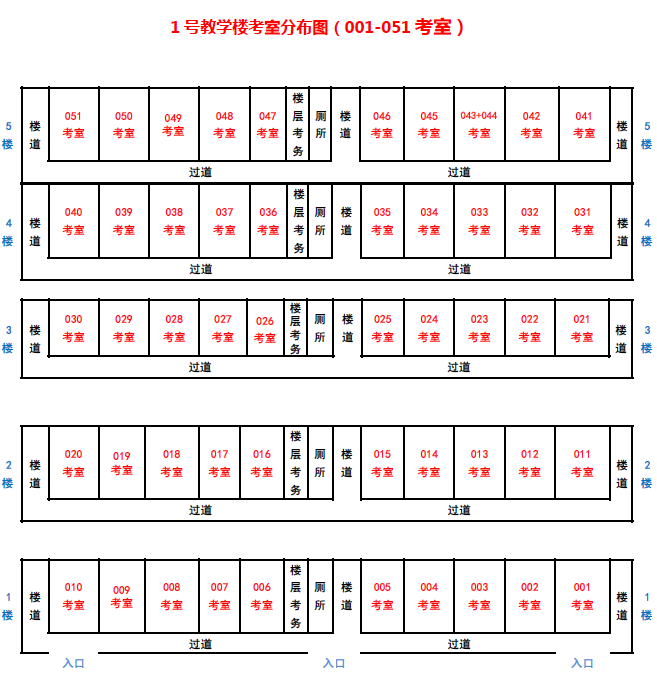 1号教学楼考室分布图（001-051考室）
5楼 楼道 051考室 050考室 049考室 048考室 047考室 楼层考务 厕所 楼道 046考室 045考室 043+044考室 042考室 041考室 楼道 5楼
过道 过道
4楼 楼道 040考室 039考室 038考室 037考室 036考室 楼层考务 厕所 楼道 035考室 034考室 033考室 032考室 031考室 楼道 4楼
过道 过道
3楼 楼道 030考室 029考室 028考室 027考室 026考室 楼层考务 厕所 楼道 025考室 024考室 023考室 022考室 021考室 楼道 3楼
过道 过道
2楼 楼道 020考室 019考室 018考室 017考室 016考室 楼层考务 厕所 楼道 015考室 014考室 013考室 012考室 011考室 楼道 2楼
过道 过道
1楼 楼道 010考室 009考室 008考室 007考室 006考室 楼层考务 厕所 楼道 005考室 004考室 003考室 002考室 001考室 楼道 1楼
过道 过道
入口 入口 入口